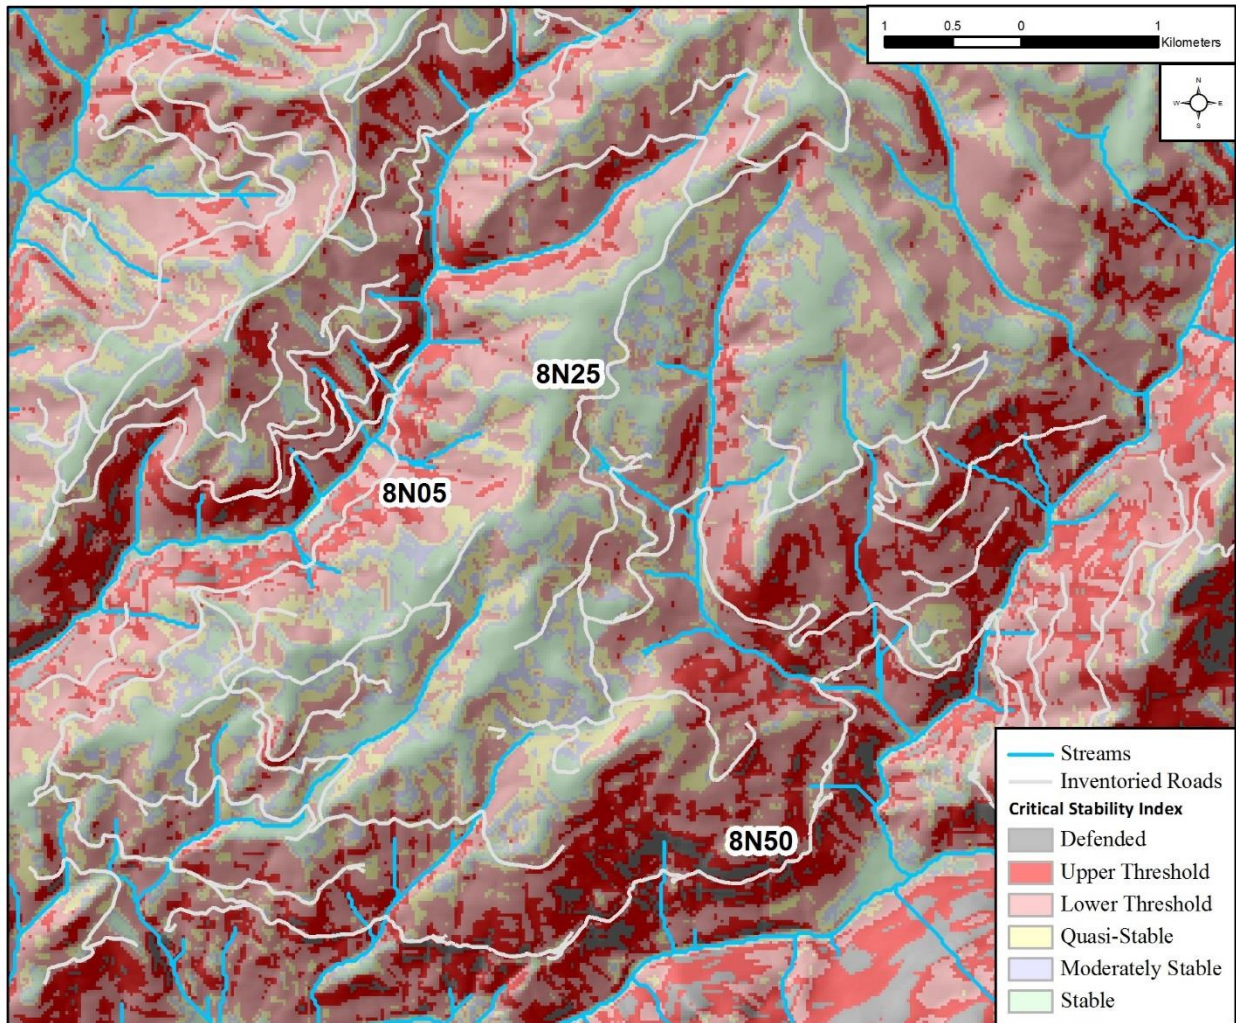 1 0.5 0 1
Kilometers
N
W E
S
8N25
8N05
8N50
Streams
Inventoried Roads
Critical Stability Index
Defended
Upper Threshold
Lower Threshold
Quasi-Stable
Moderately Stable
Stable